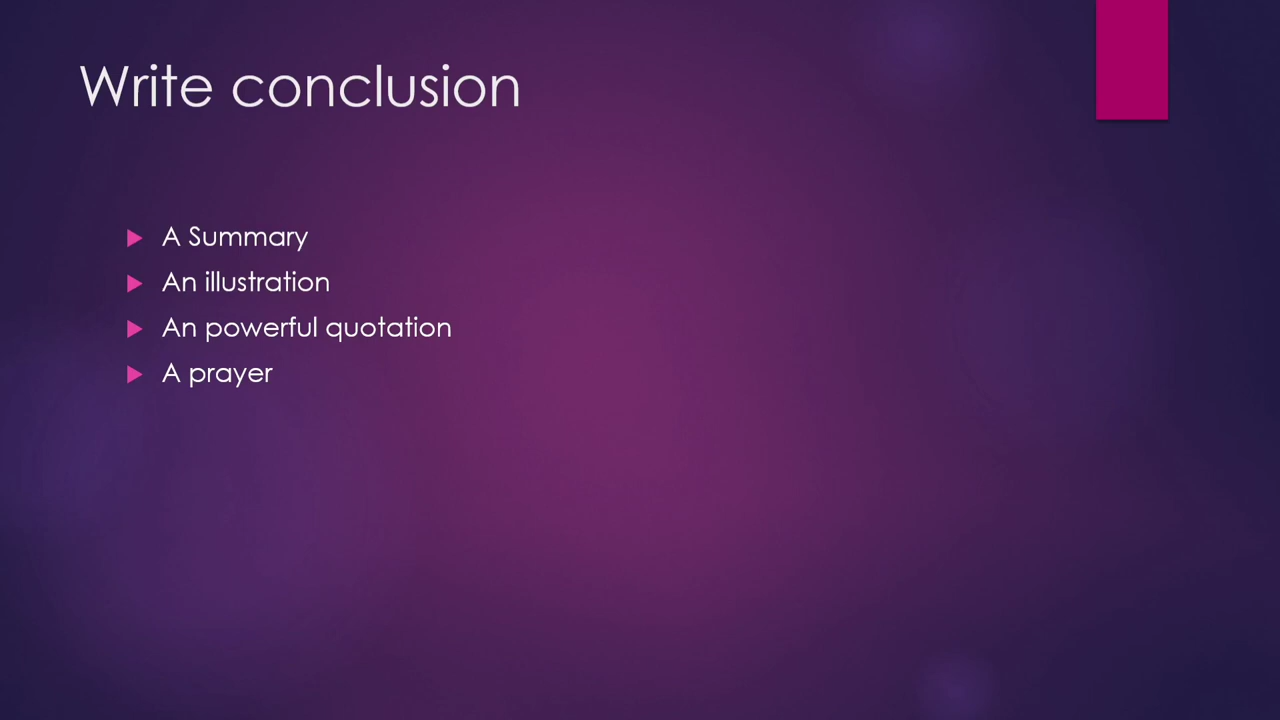 Write conclusion
A Summary
An illustration
An powerful quotation
A prayer